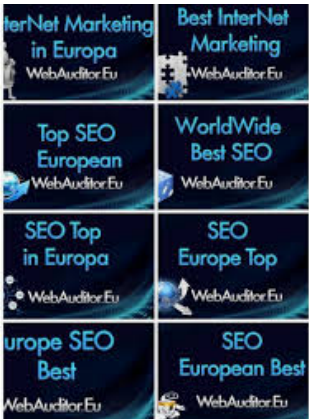 terNet Marketing
in Europa
WebAuditor.Eu
Best InterNet
Marketing
WebAuditor.Eu
Top SEO
European
WebAuditor.Eu
WorldWide
Best SEO
WebAuditor.Eu
SEO Top
in Europa
WebAuditor.Eu
SEO
Europe Top
WebAuditor.Eu
urope SEO
Best
WebAuditor.Eu
SEO
European Best
WebAuditor.Eu